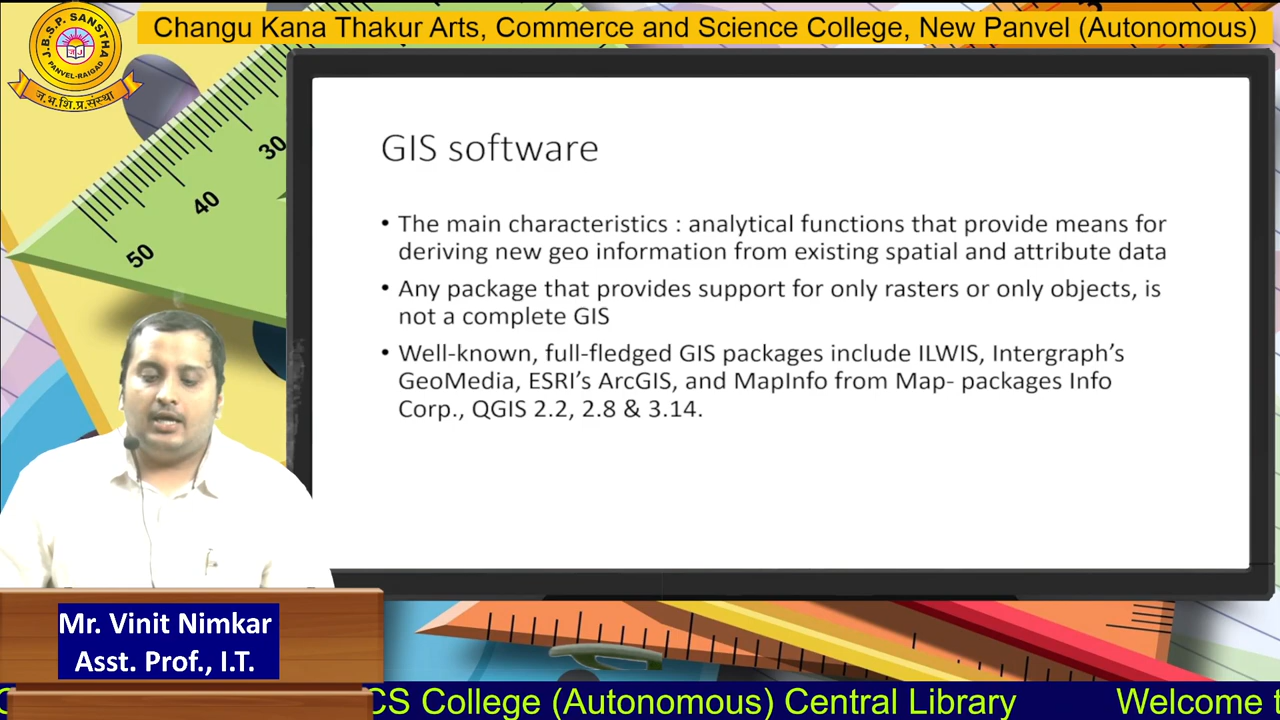 Changu Kana Thakur Arts, Commerce and Science College, New Panvel (Autonomous)
J.B.S.P. SANSTHA
PANVEL-RAIGAD
ज.भ.शि.प्र.संस्था
30
40
50
GIS software
• The main characteristics : analytical functions that provide means for
deriving new geo information from existing spatial and attribute data
• Any package that provides support for only rasters or only objects, is
not a complete GIS
• Well-known, full-fledged GIS packages include ILWIS, Intergraph’s
GeoMedia, ESRI’s ArcGIS, and MapInfo from Map- packages Info
Corp., QGIS 2.2, 2.8 & 3.14.
Mr. Vinit Nimkar
Asst. Prof., I.T.
CS College (Autonomous) Central Library Welcome t